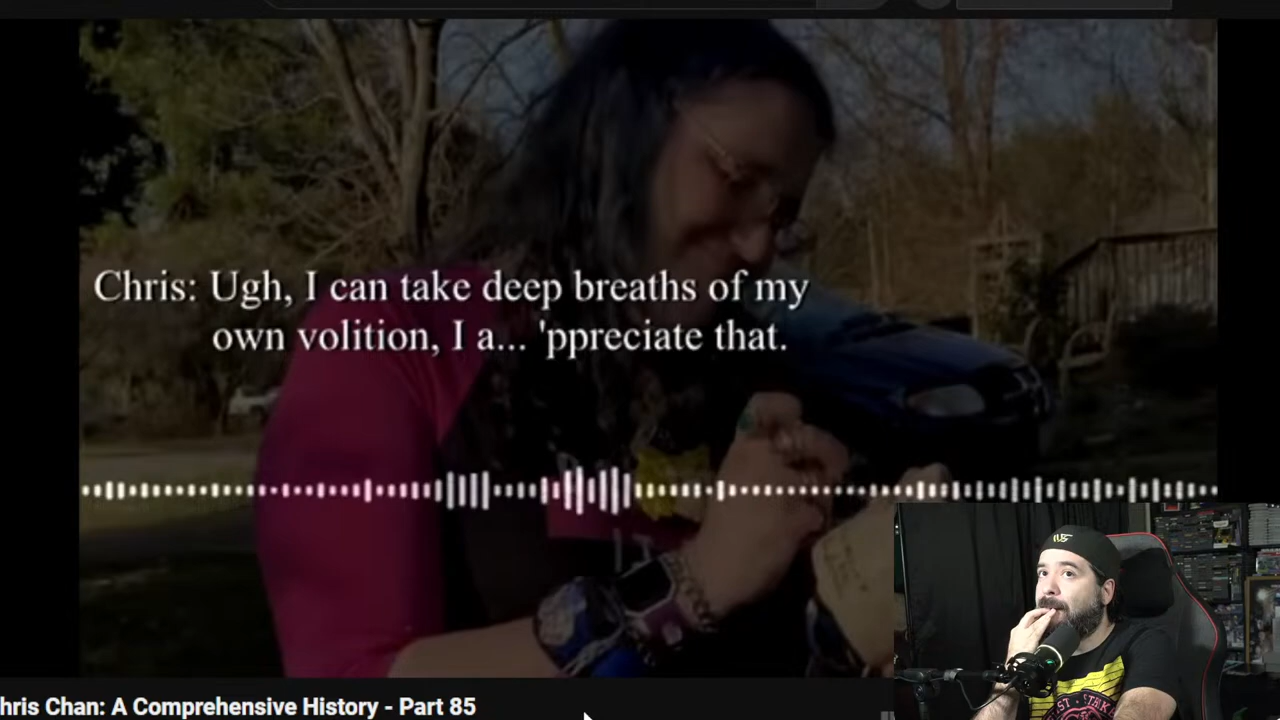 Chris: Ugh, I can take deep breaths of my
own volition, I a... 'ppreciate that.
hris Chan: A Comprehensive History - Part 85